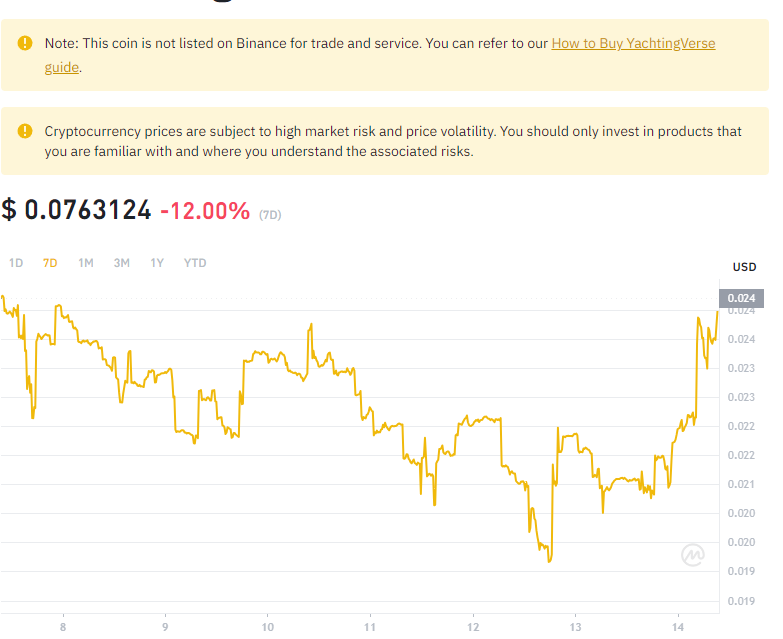 Note: This coin is not listed on Binance for trade and service. You can refer to our How to Buy YachtingVerse
guide.
Cryptocurrency prices are subject to high market risk and price volatility. You should only invest in products that
you are familiar with and where you understand the associated risks.
$ 0.0763124 -12.00% (7D)
1D 7D 1M 3M 1Y YTD
USD
0.024
0.024
0.024
0.023
0.023
0.022
0.022
0.021
0.020
0.020
0.019
0.019
8 9 10 11 12 13 14